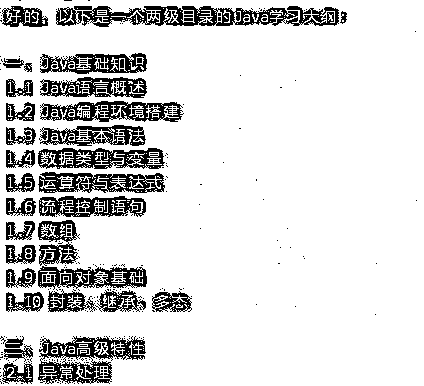 好的，以下是一个两级目录的Java学习大纲：
一、Java基础知识
1.1 Java语言概述
1.2 Java编程环境搭建
1.3 Java基本语法
1.4 数据类型与变量
1.5 运算符与表达式
1.6 流程控制语句
1.7 数组
1.8 方法
1.9 面向对象基础
1.10 封装、继承、多态
二、Java高级特性
2.1 异常处理